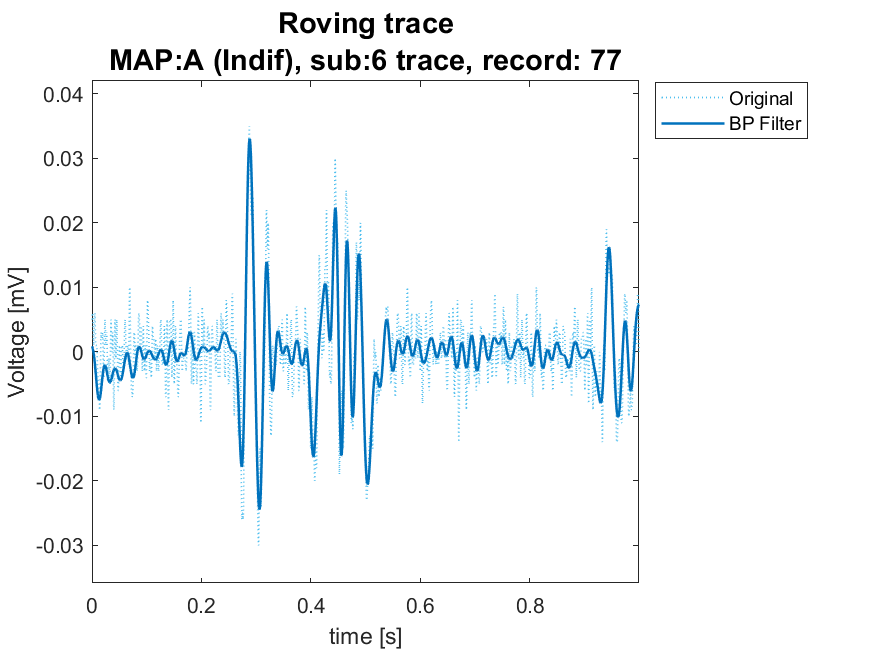 Roving trace
MAP:A (Indif), sub:6 trace, record: 77
Original
BP Filter
0.04
0.03
0.02
0.01
0
-0.01
-0.02
-0.03
Voltage [mV]
0
0.2
0.4
0.6
0.8
time [s]